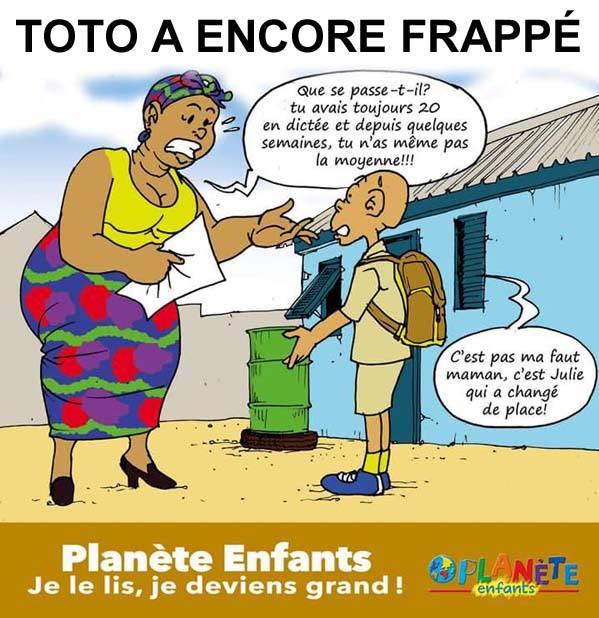 TOTO A ENCORE FRAPPÉ
Que se passe-t-il?
tu avais toujours 20
en dictée et depuis quelques
semaines, tu n'as même pas
la moyenne!!!
C'est pas ma faut
maman, c'est Julie
qui a changé
de place!
Planète Enfants
Je le lis, je deviens grand !
PLANÈTE
enfants